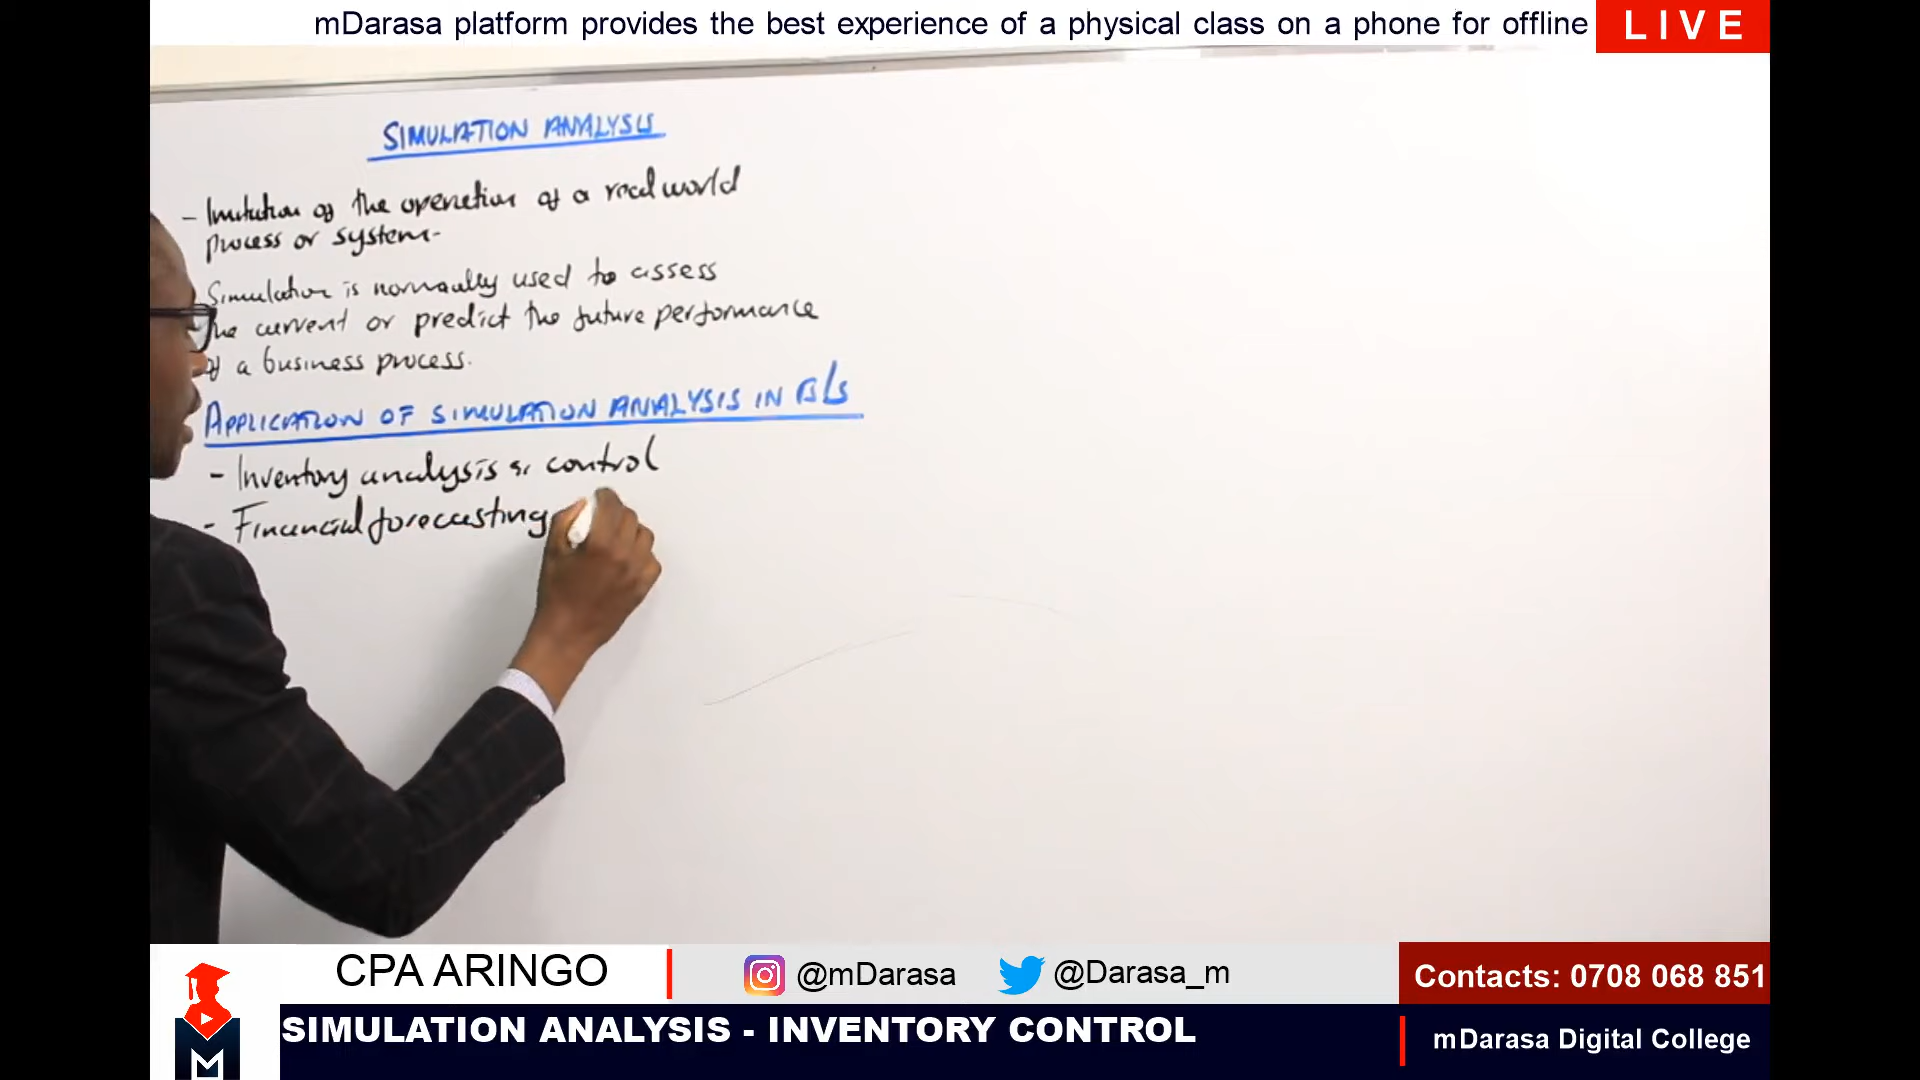 mDarasa platform provides the best experience of a physical class on a phone for offline
LIVE
SIMULATION ANALYSIS
- Imitation of the operation of a real world
process or system.
Simulation is normally used to assess
the current or predict the future performance
of a business process.
APPLICATION OF SIMULATION ANALYSIS IN B/S
- Inventory analysis & control
- Financial forecasting
CPA ARINGO
@mDarasa
@Darasa_m
Contacts: 0708 068 851
M
SIMULATION ANALYSIS - INVENTORY CONTROL
mDarasa Digital College